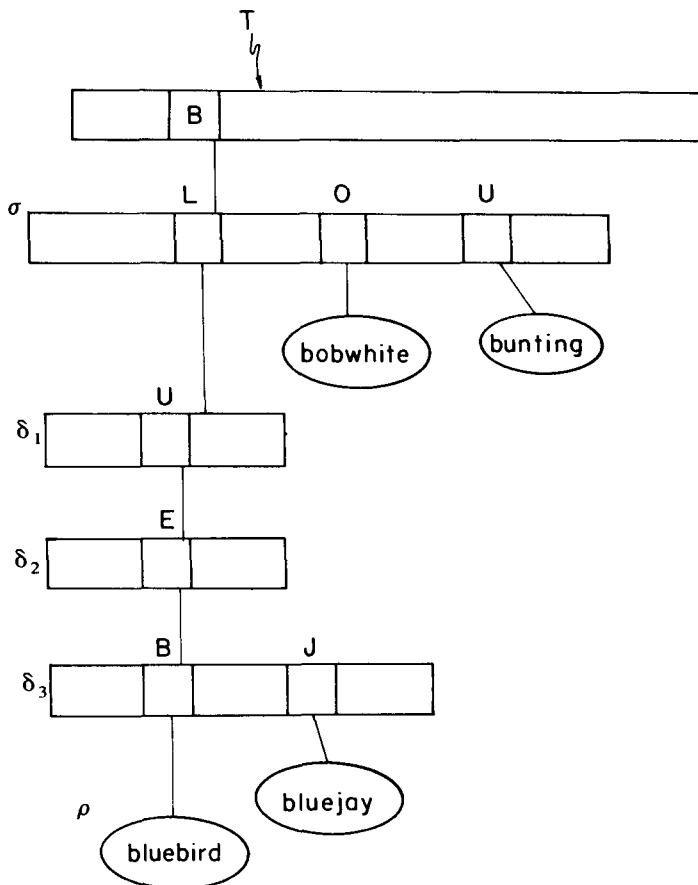 T
B
σ L O U
bobwhite bunting
U
δ1
E
δ2
B J
δ3
bluejay
ρ
bluebird